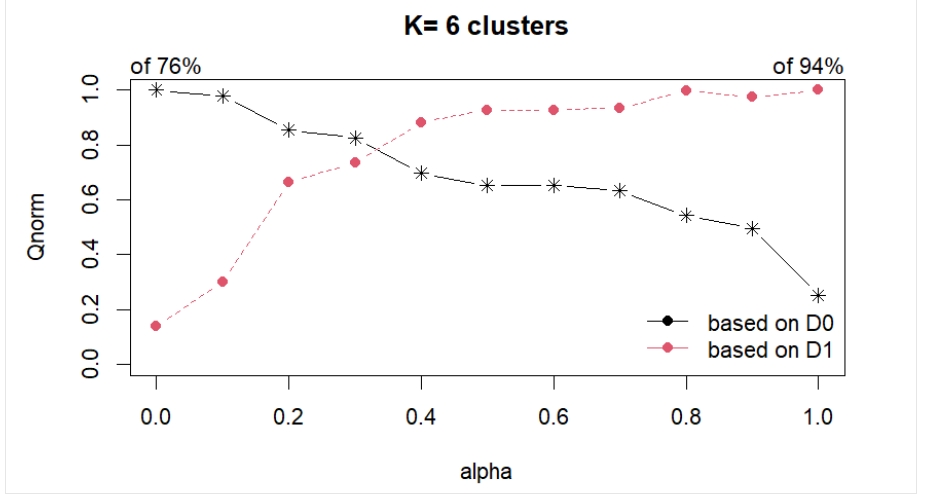 K= 6 clusters
of 76%
of 94%
Qnorm
1.0
0.8
0.6
0.4
0.2
0.0
based on D0
based on D1
0.0 0.2 0.4 0.6 0.8 1.0
alpha